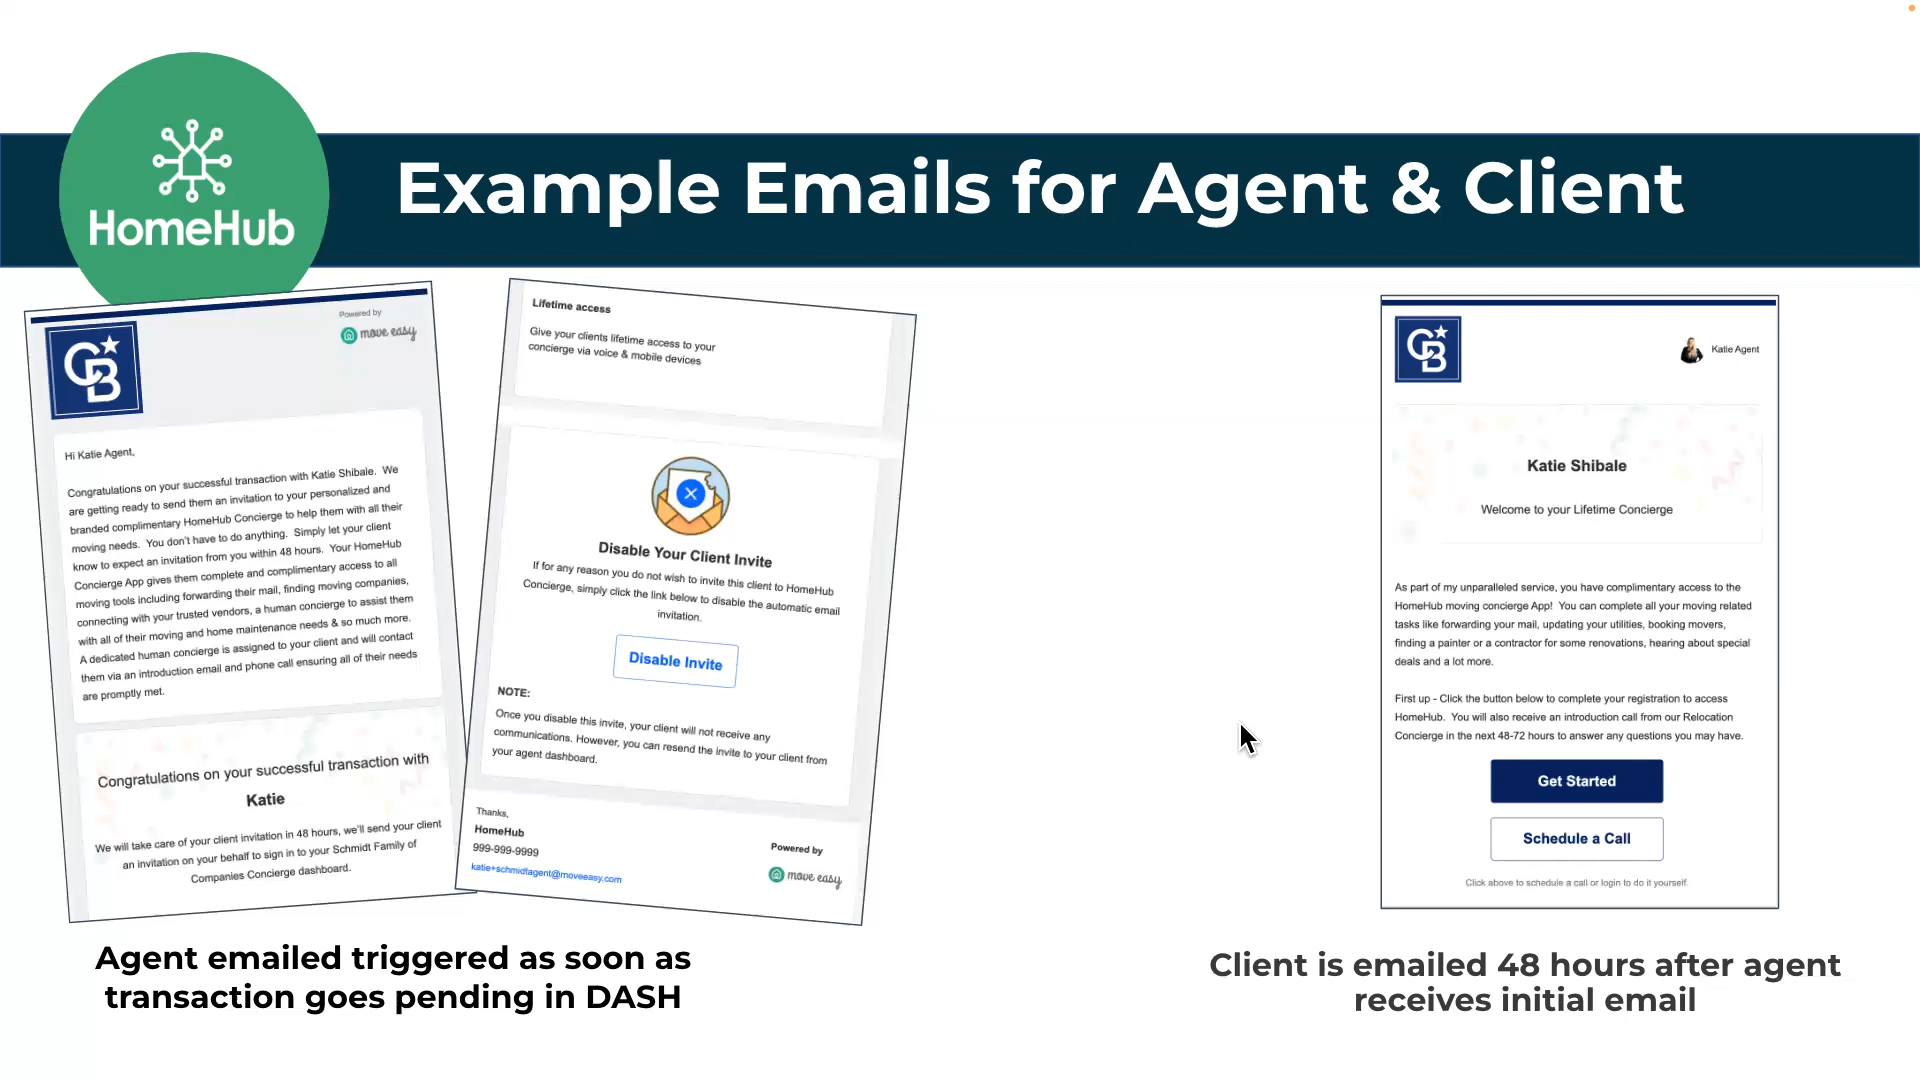 HomeHub
Example Emails for Agent & Client
Powered by
move easy
CB
Hi Katie Agent,
Congratulations on your successful transaction with Katie Shibale. We
are getting ready to send them an invitation to your personalized and
branded complimentary HomeHub Concierge to help them with all their
moving needs. You don't have to do anything. Simply let your client
know to expect an invitation from you within 48 hours. Your HomeHub
Concierge App gives them complete and complimentary access to all
moving tools including forwarding their mail, finding moving companies,
connecting with your trusted vendors, a human concierge to assist them
with all of their moving and home maintenance needs & so much more.
A dedicated human concierge is assigned to your client and will contact
them via an introduction email and phone call ensuring all of their needs
are promptly met.
Congratulations on your successful transaction with
Katie
We will take care of your client invitation in 48 hours, we'll send your client
an invitation on your behalf to sign in to your Schmidt Family of
Companies Concierge dashboard.
Lifetime access
Give your clients lifetime access to your
concierge via voice & mobile devices
Disable Your Client Invite
If for any reason you do not wish to invite this client to HomeHub
Concierge, simply click the link below to disable the automatic email
invitation.
Disable Invite
NOTE:
Once you disable this invite, your client will not receive any
communications. However, you can resend the invite to your client from
your agent dashboard.
Thanks,
HomeHub
999-999-9999
katie+schmidtagent@moveeasy.com
Powered by
move easy
Agent emailed triggered as soon as
transaction goes pending in DASH
CB
Katie Agent
Katie Shibale
Welcome to your Lifetime Concierge
As part of my unparalleled service, you have complimentary access to the
HomeHub moving concierge App! You can complete all your moving related
tasks like forwarding your mail, updating your utilities, booking movers,
finding a painter or a contractor for some renovations, hearing about special
deals and a lot more.
First up - Click the button below to complete your registration to access
HomeHub. You will also receive an introduction call from our Relocation
Concierge in the next 48-72 hours to answer any questions you may have.
Get Started
Schedule a Call
Click above to schedule a call or login to do it yourself.
Client is emailed 48 hours after agent
receives initial email